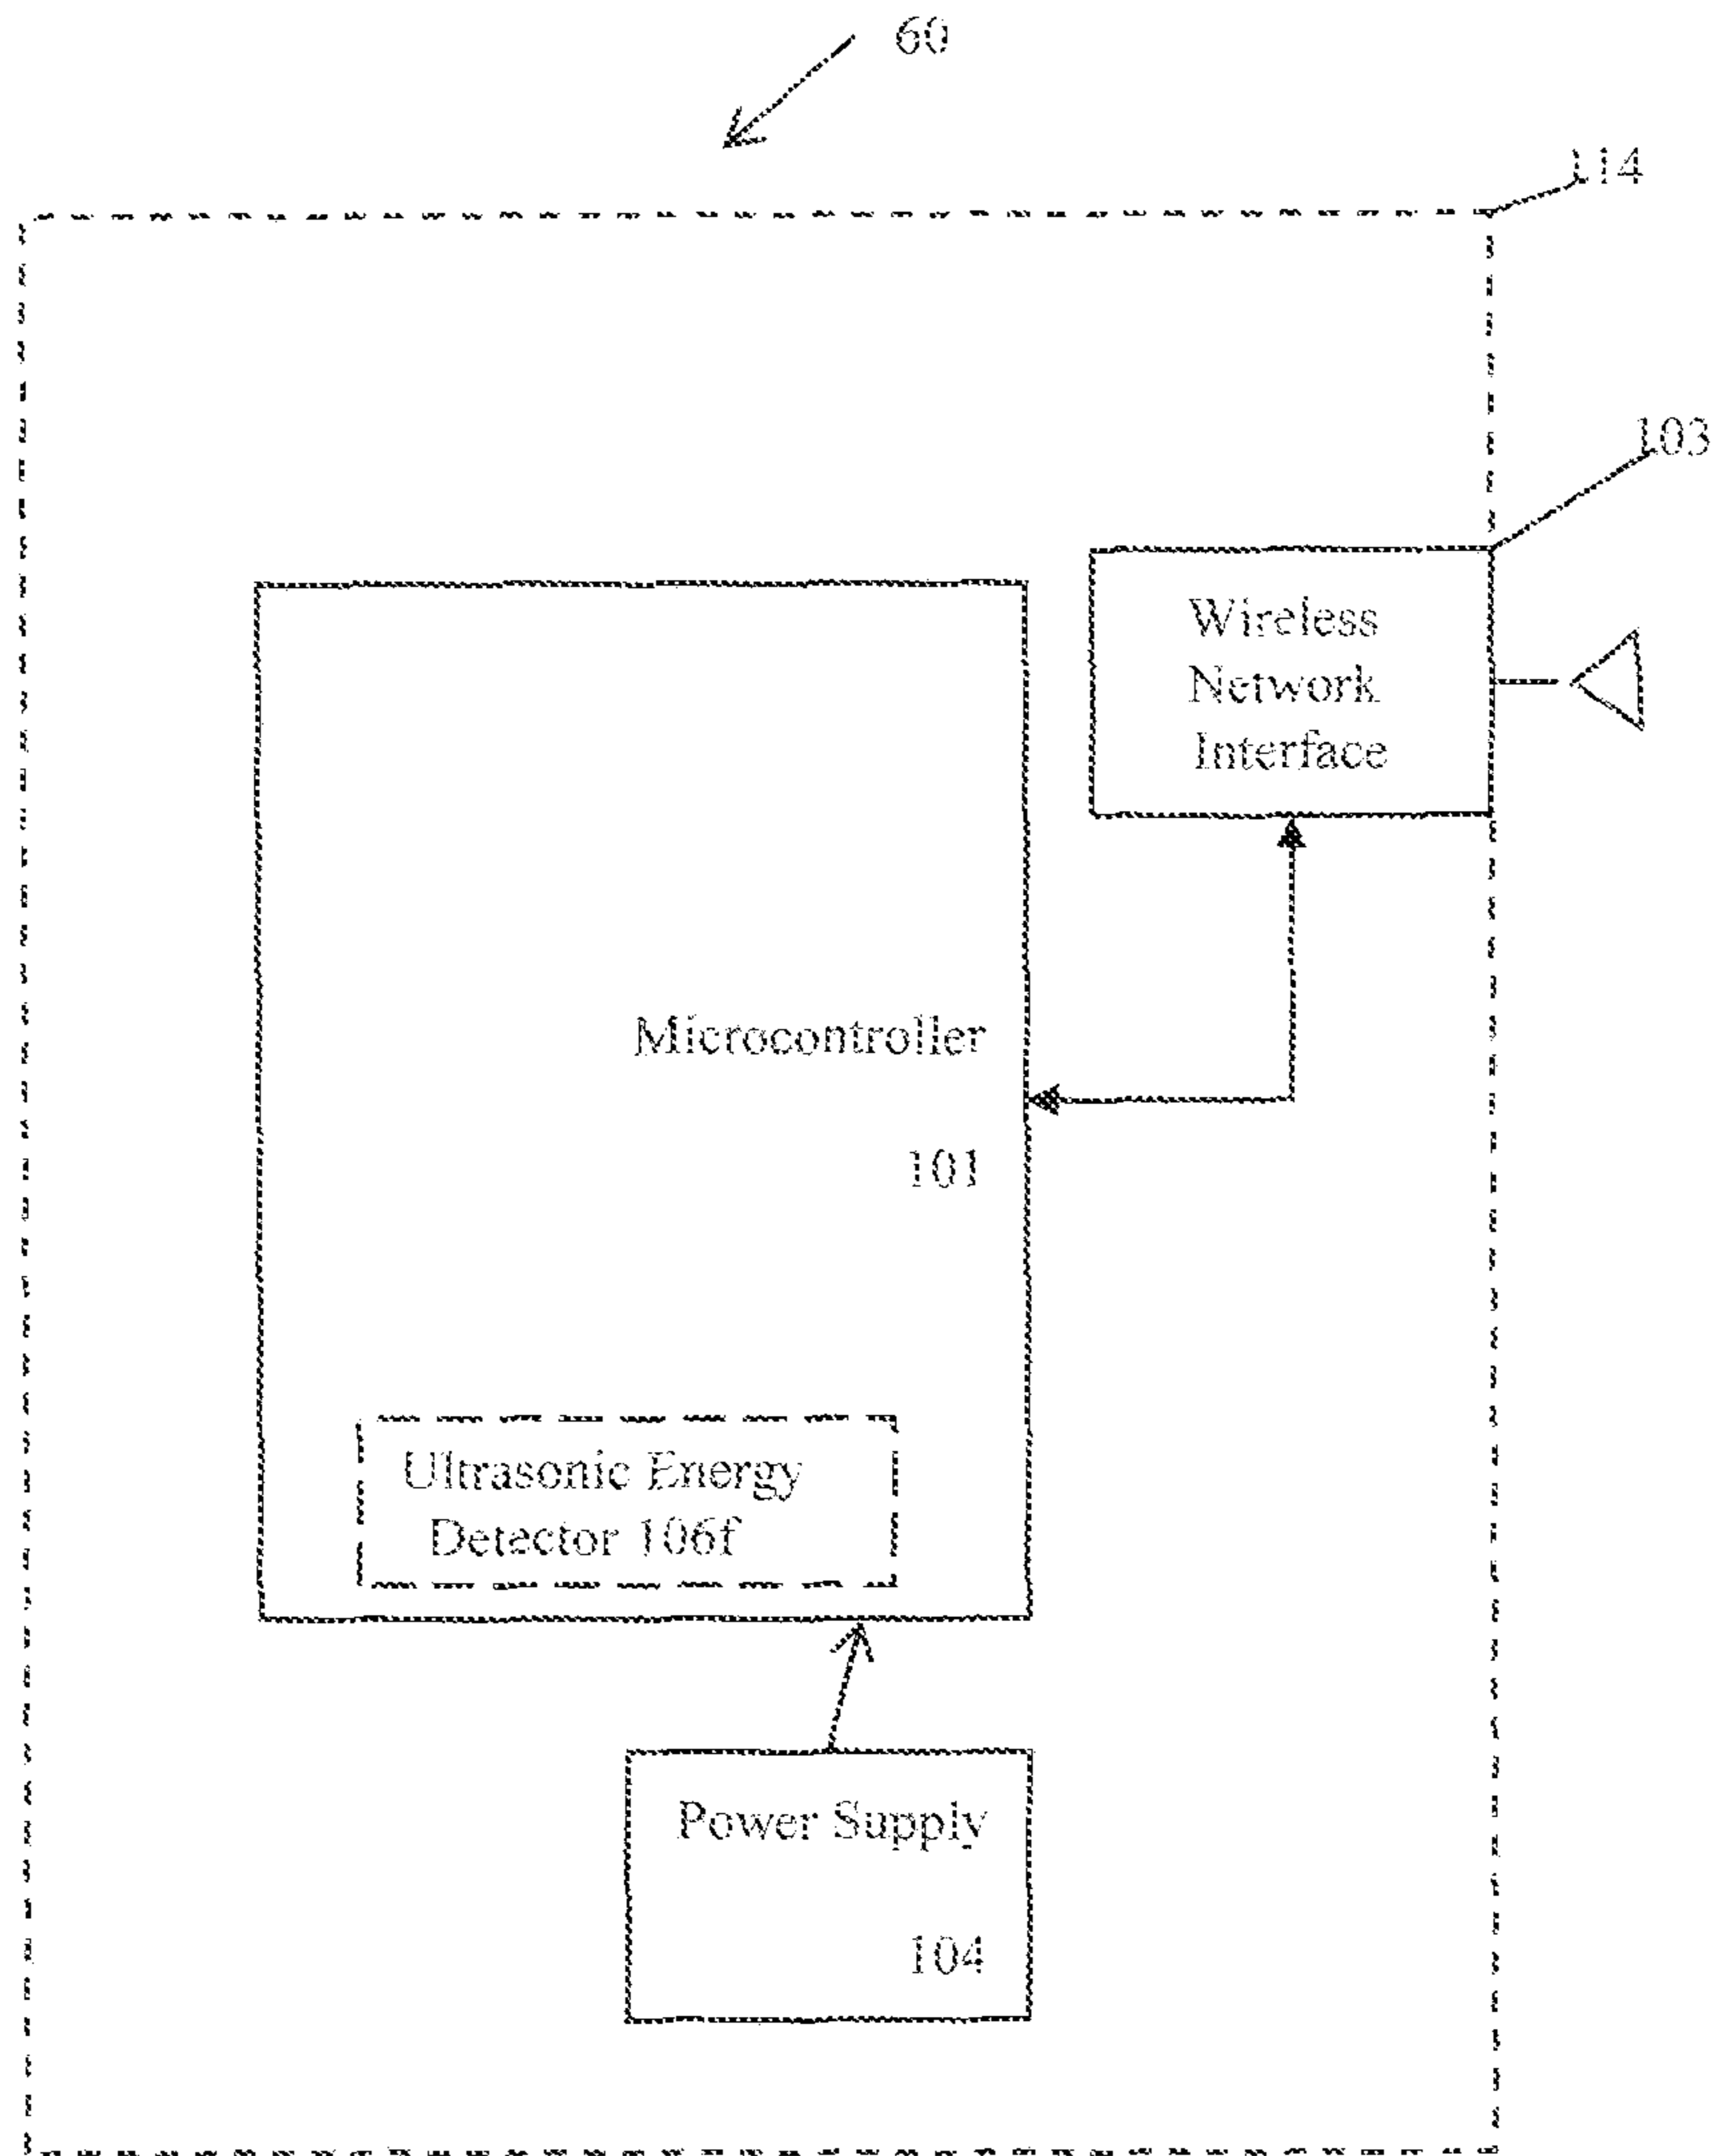 60
114
103
Wireless
Network
Interface
Microcontroller
101
Ultrasonic Energy
Detector 106f
Power Supply
104